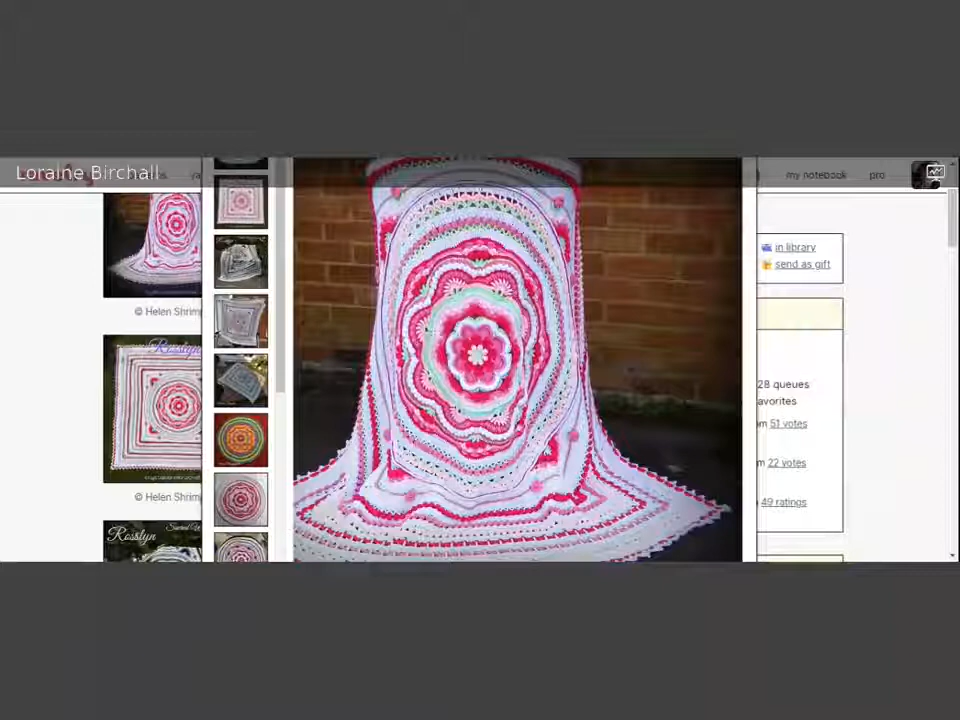 Loraine Birchall
my notebook
pro
in library
send as gift
© Helen Shrim
Rosslyn
28 queues
avorites
51 votes
22 votes
49 ratings
© Helen Shrim
Rosslyn